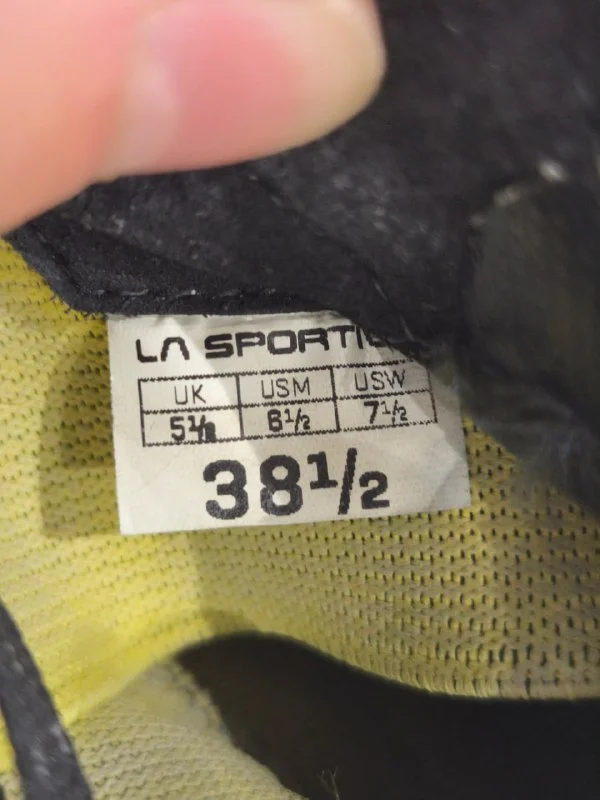 LA SPORTI
UK USM USW
5½ 6½ 7½
38½